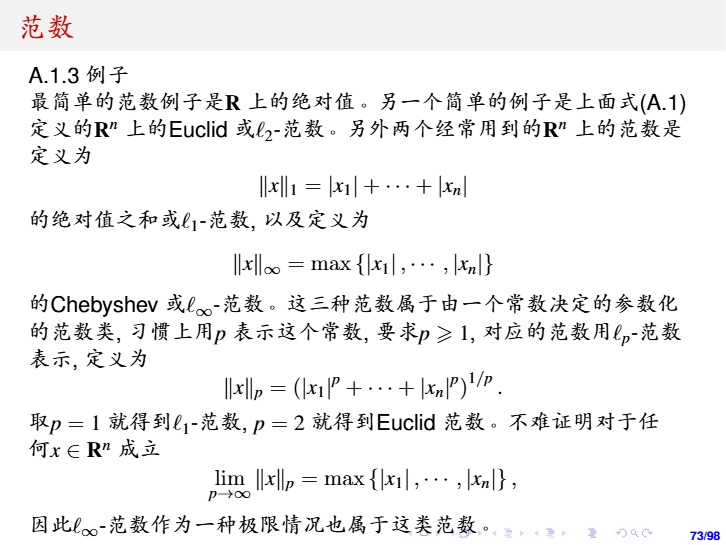 范数
A.1.3 例子
最简单的范数例子是R 上的绝对值。另一个简单的例子是上面式(A.1)
定义的Rⁿ 上的Euclid 或ℓ₂-范数。另外两个经常用到的Rⁿ 上的范数是
定义为
‖x‖₁ = |x₁| + · · · + |xₙ|
的绝对值之和或ℓ₁-范数, 以及定义为
‖x‖∞ = max {|x₁| , · · · , |xₙ|}
的Chebyshev 或ℓ∞-范数。这三种范数属于由一个常数决定的参数化
的范数类, 习惯上用p 表示这个常数, 要求p ⩾ 1, 对应的范数用ℓₚ-范数
表示, 定义为
‖x‖ₚ = (|x₁|ᵖ + · · · + |xₙ|ᵖ)^{1/p} .
取p = 1 就得到ℓ₁-范数, p = 2 就得到Euclid 范数。不难证明对于任
何x ∈ Rⁿ 成立
lim_{p→∞} ‖x‖ₚ = max {|x₁| , · · · , |xₙ|} ,
因此ℓ∞-范数作为一种极限情况也属于这类范数。
73/98